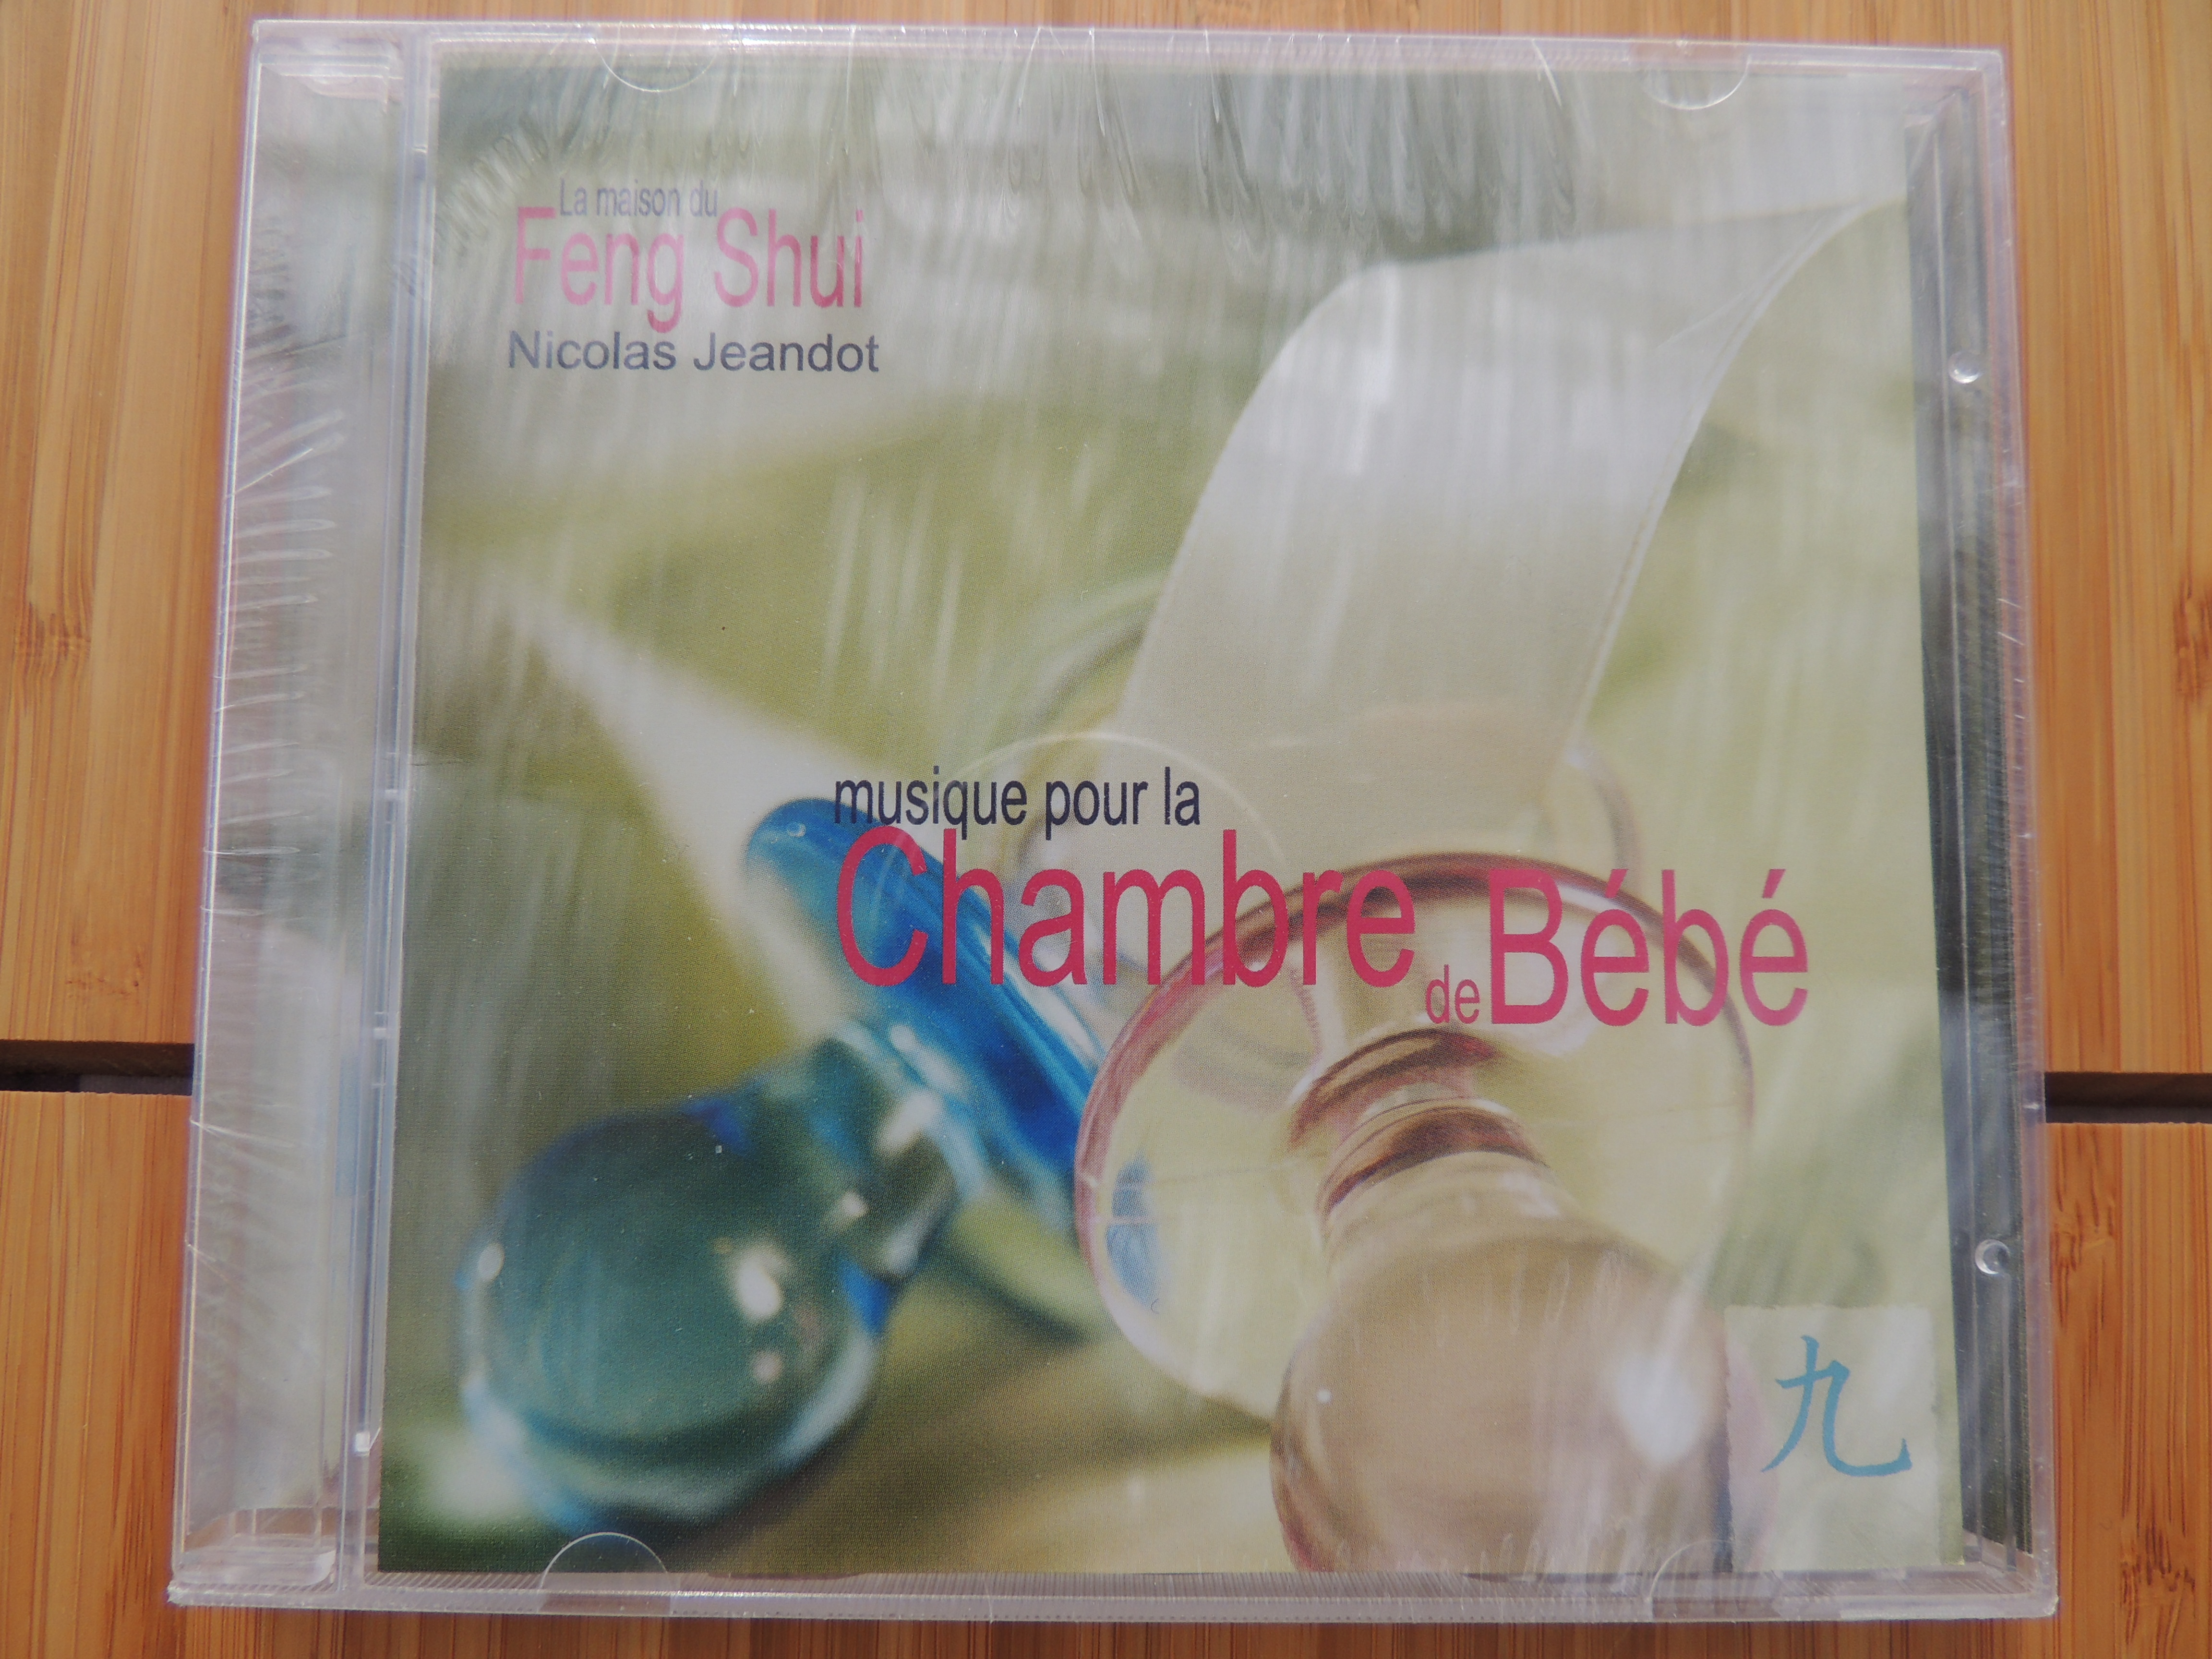 La maison du
Feng Shui
Nicolas Jeandot
musique pour la
Chambre de Bébé
九